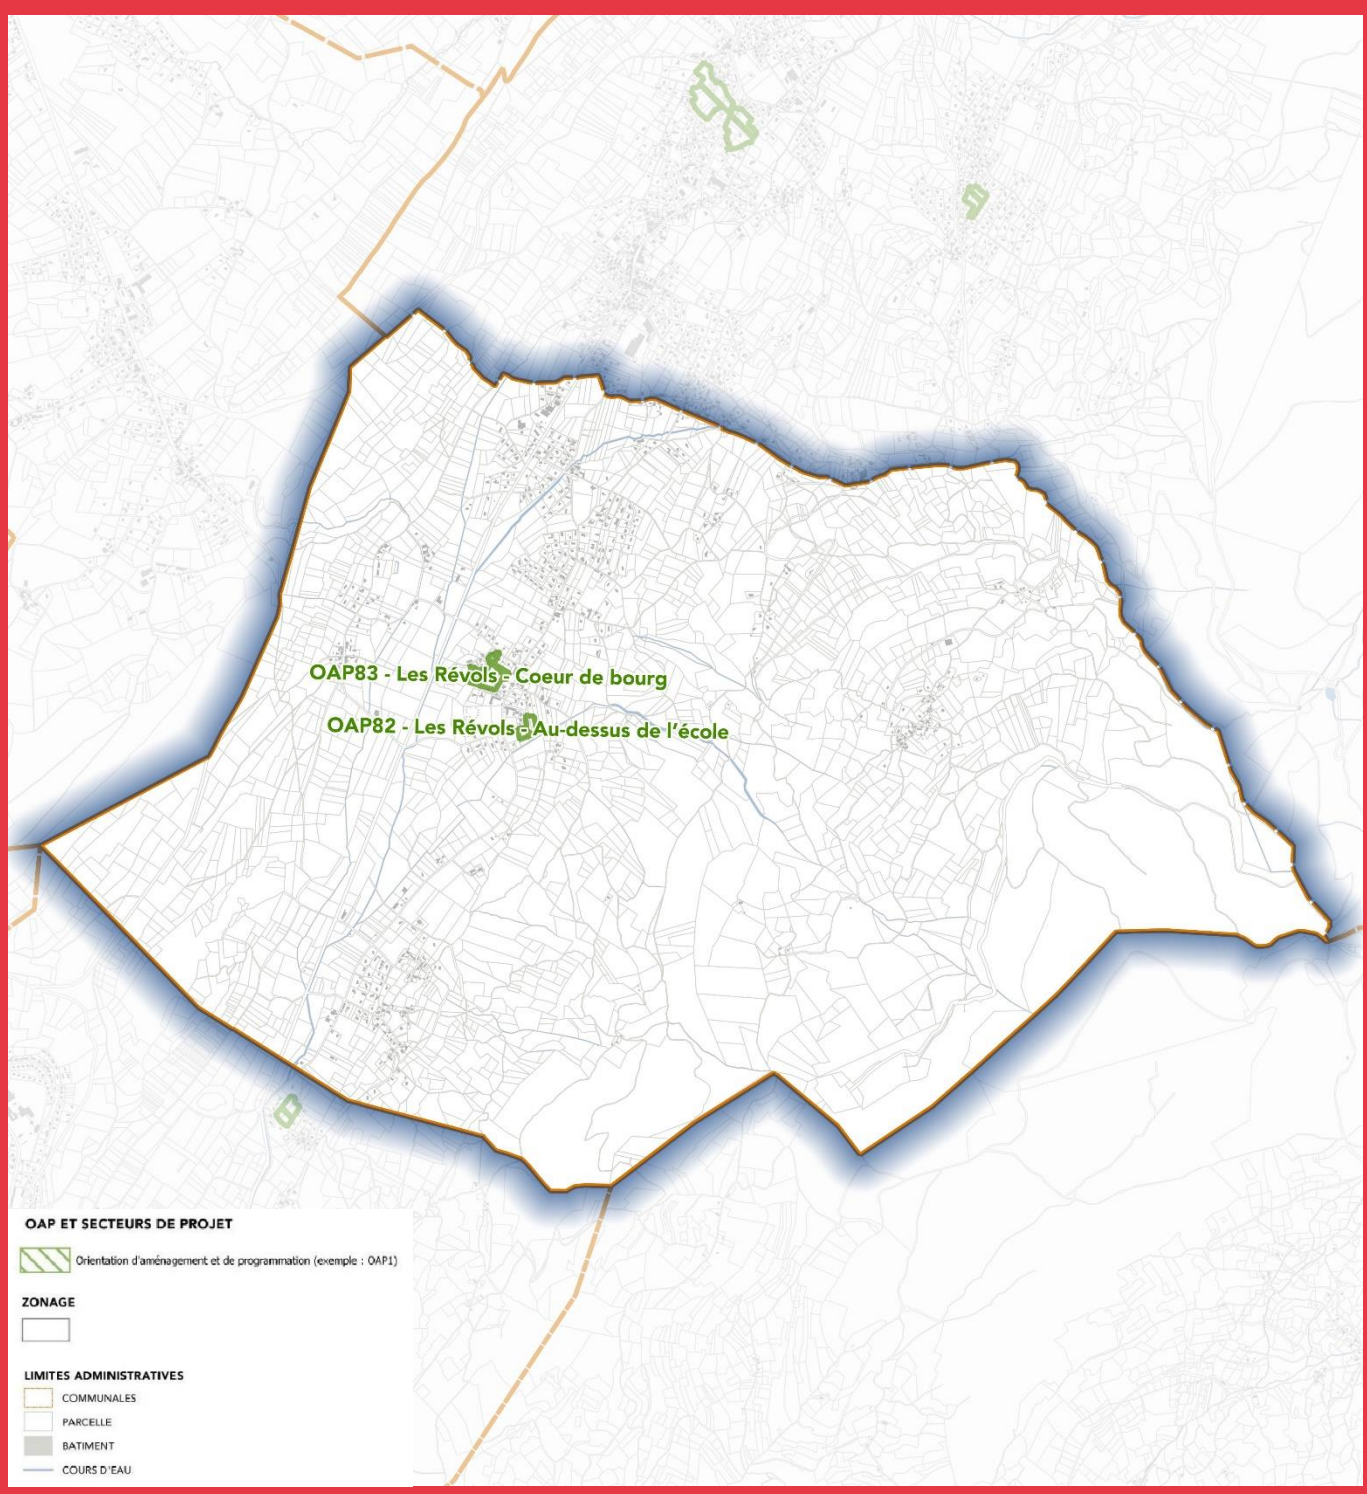 OAP83 - Les Révols - Coeur de bourg
OAP82 - Les Révols - Au-dessus de l'école
OAP ET SECTEURS DE PROJET
Orientation d'aménagement et de programmation (exemple : OAP1)
ZONAGE
LIMITES ADMINISTRATIVES
COMMUNALES
PARCELLE
BATIMENT
COURS D'EAU